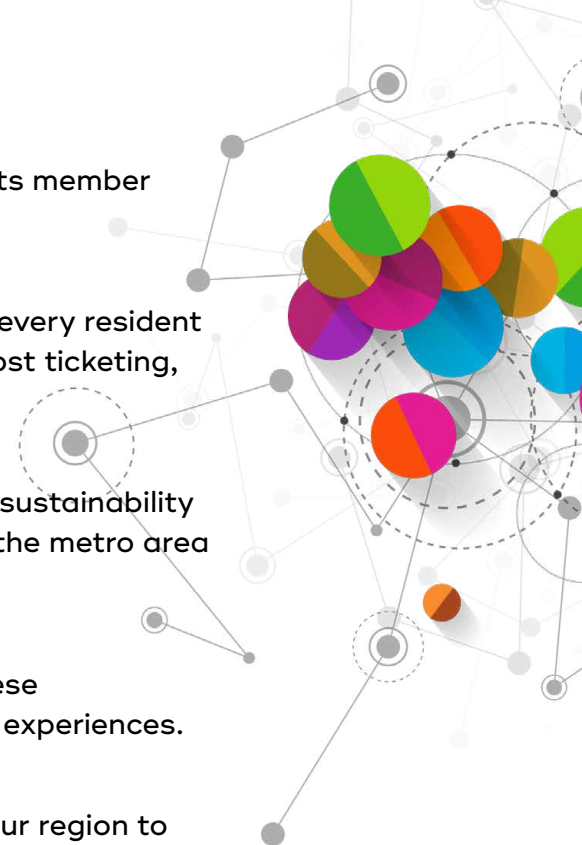 ts member
every resident
ost ticketing,
sustainability
the metro area
ese
experiences.
ur region to